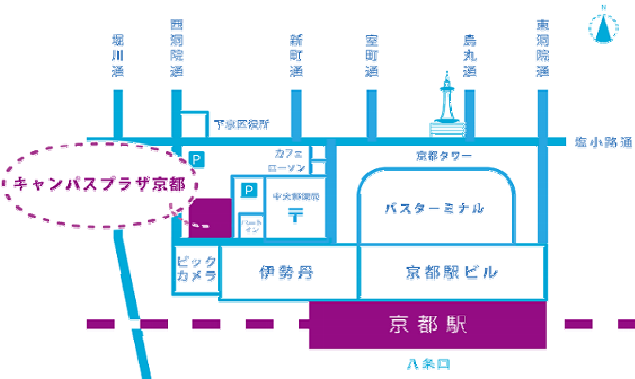 N
堀川通
西洞院通
新町通
室町通
烏丸通
東洞院通
下京区役所
塩小路通
P
カフェ
ローソン
京都タワー
キャンパスプラザ京都
P
中央郵便局
〒
イン
バスターミナル
ビック
カメラ
伊勢丹
京都駅ビル
京都駅
八条口